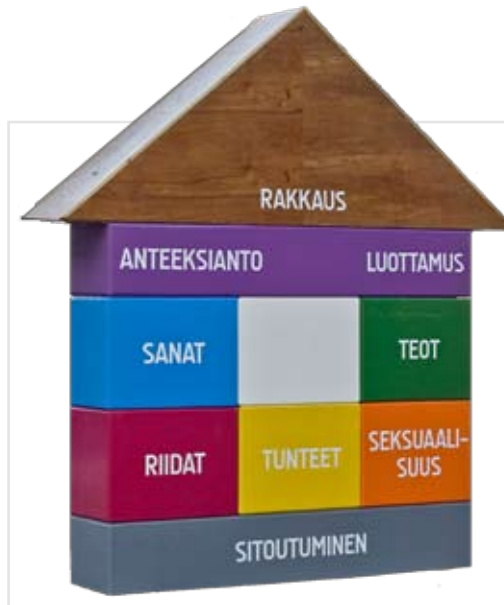 RAKKAUS
ANTEEKSIANTO LUOTTAMUS
SANAT
TEOT
RIIDAT
TUNTEET
SEKSUAALI-
SUUS
SITOUTUMINEN